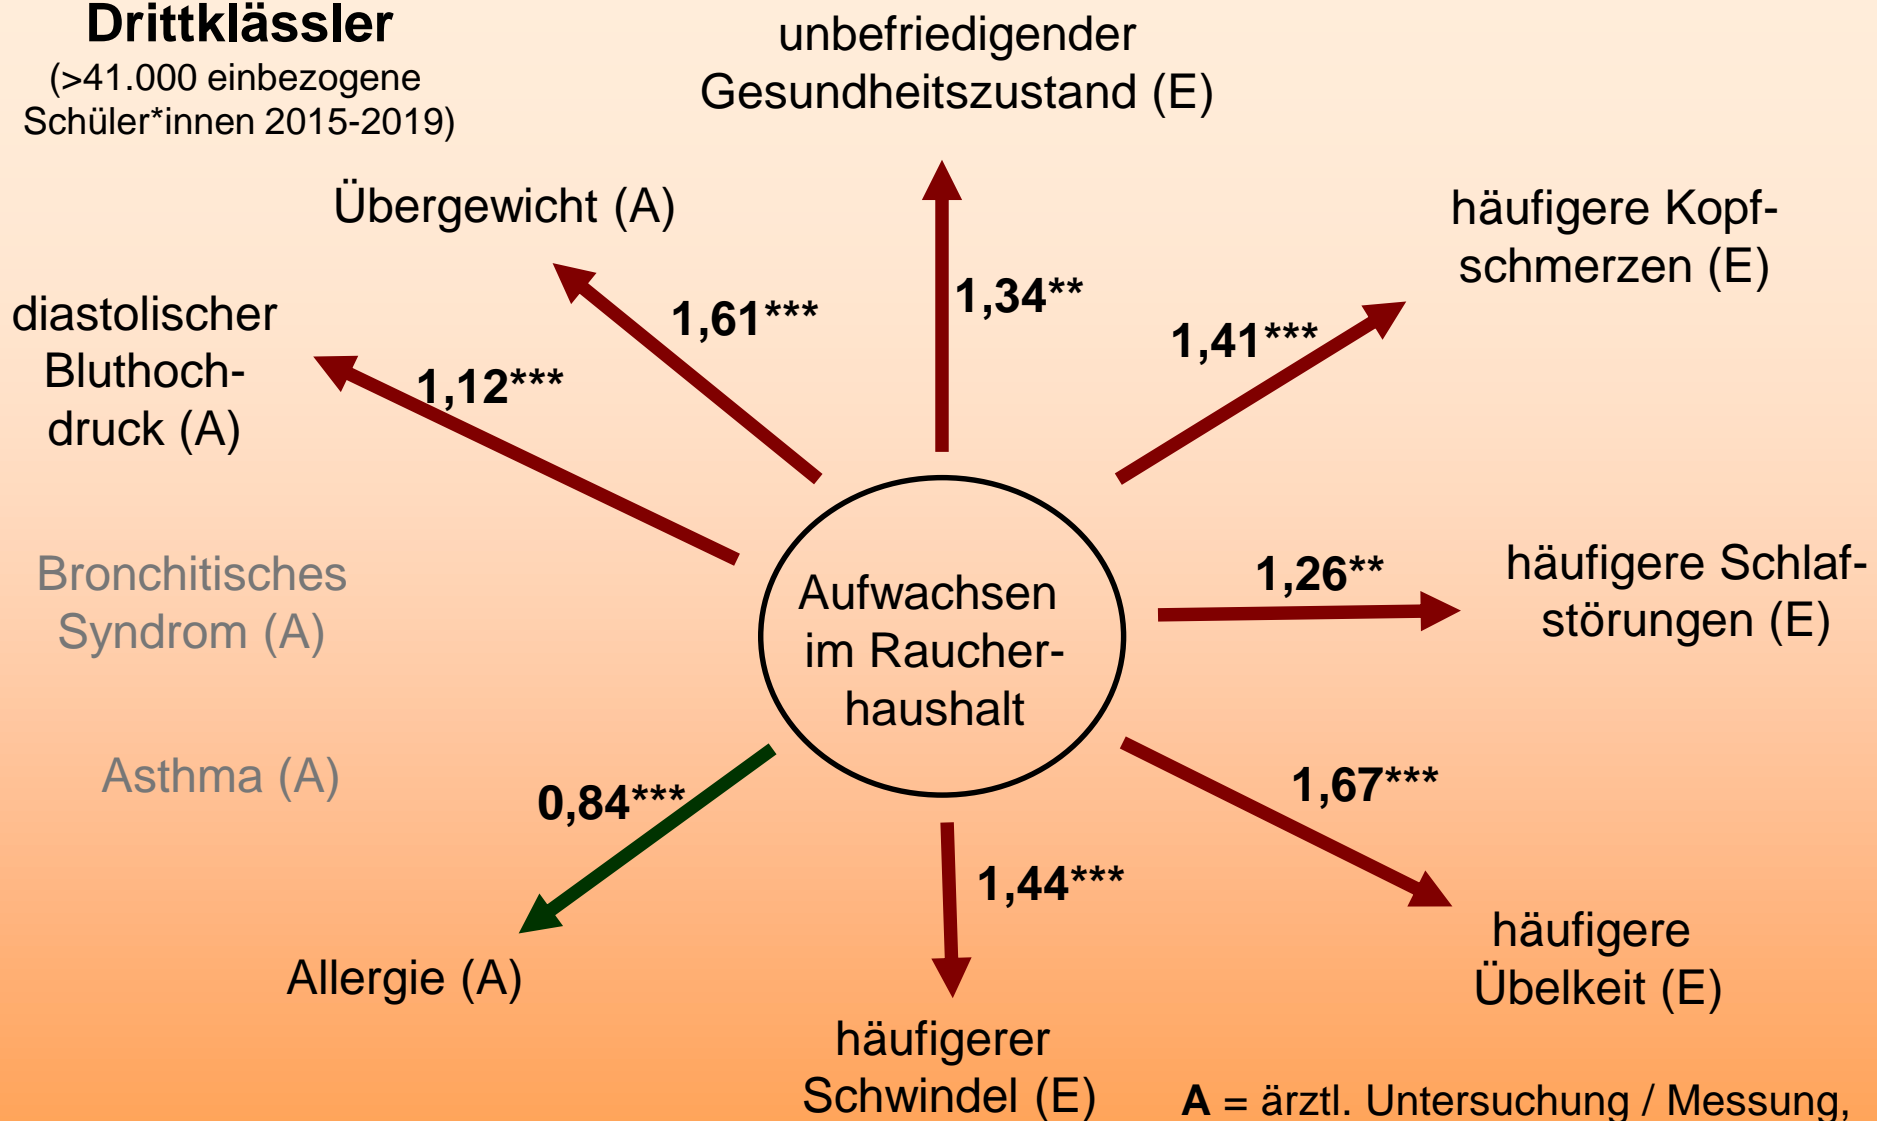 Drittklässler
(>41.000 einbezogene
Schüler*innen 2015-2019)
unbefriedigender
Gesundheitszustand (E)
Übergewicht (A)
häufigere Kopf-
schmerzen (E)
diastolischer
Bluthoch-
druck (A)
1,12***
1,61***
1,34**
1,41***
Bronchitisches
Syndrom (A)
Aufwachsen
im Raucher-
haushalt
1,26**
häufigere Schlaf-
störungen (E)
Asthma (A)
0,84***
1,67***
1,44***
Allergie (A)
häufigere
Übelkeit (E)
häufigerer
Schwindel (E)
A = ärztl. Untersuchung / Messung,